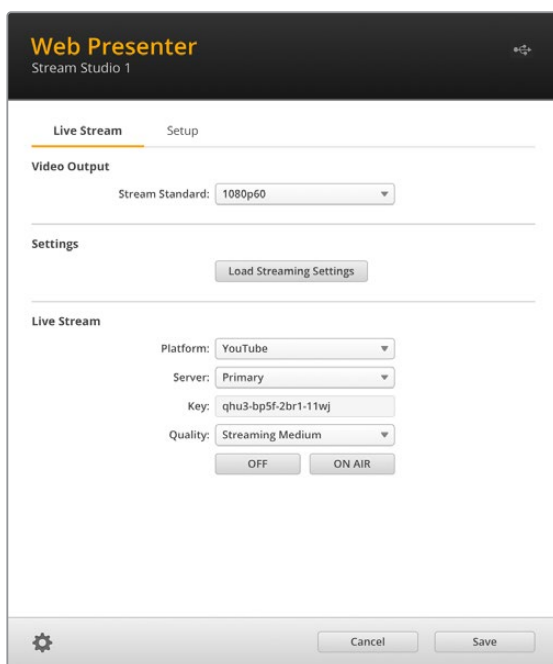 Web Presenter
Stream Studio 1
Live Stream Setup
Video Output
Stream Standard: 1080p60
Settings
Load Streaming Settings
Live Stream
Platform: YouTube
Server: Primary
Key: qhu3-bp5f-2br1-11wj
Quality: Streaming Medium
OFF ON AIR
Cancel Save